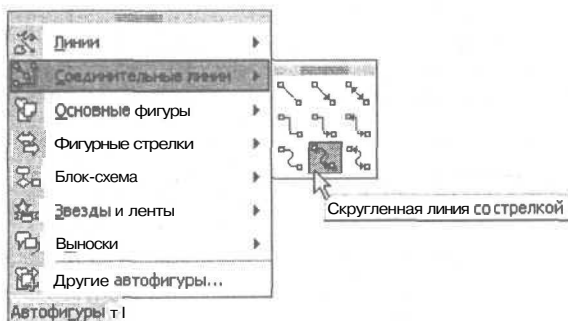 Линии
Соединительные линии
Основные фигуры
Фигурные стрелки
Блок-схема
Звезды и ленты
Скругленная линия со стрелкой
Выноски
Другие автофигуры...
Автофигуры